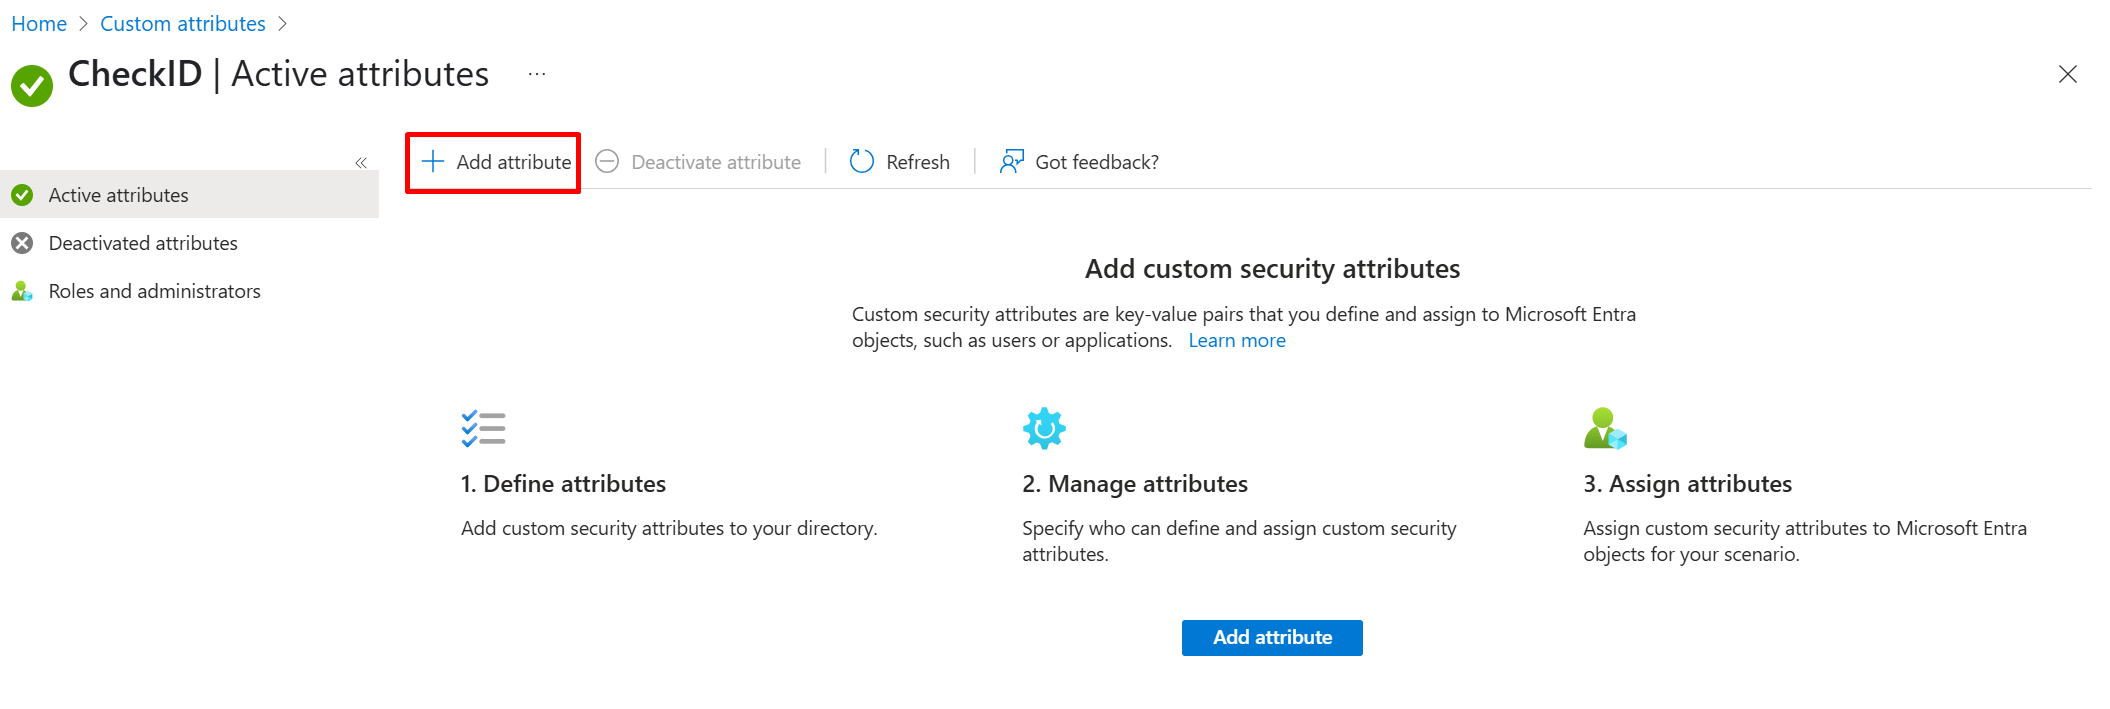 Home > Custom attributes >
CheckID | Active attributes ...
Add attribute
Deactivate attribute
Refresh
Got feedback?
Active attributes
Deactivated attributes
Roles and administrators
Add custom security attributes
Custom security attributes are key-value pairs that you define and assign to Microsoft Entra
objects, such as users or applications. Learn more
1. Define attributes
Add custom security attributes to your directory.
2. Manage attributes
Specify who can define and assign custom security
attributes.
3. Assign attributes
Assign custom security attributes to Microsoft Entra
objects for your scenario.
Add attribute